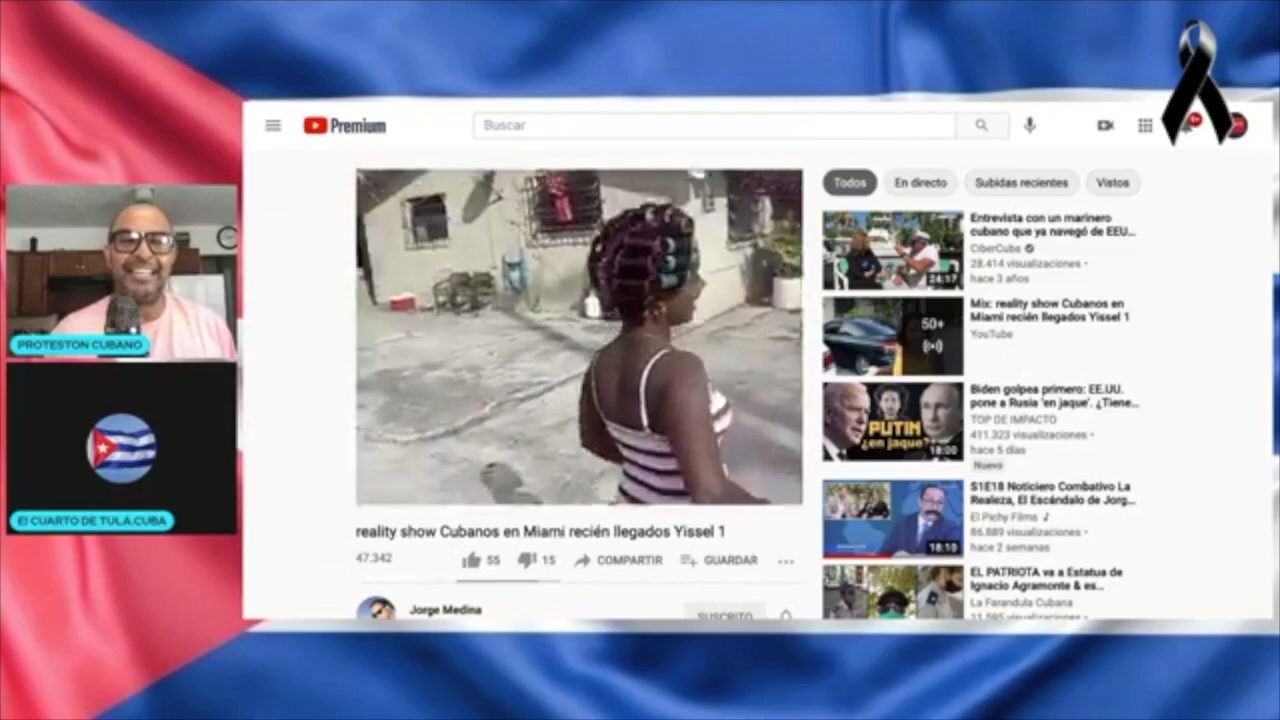 Premium
Buscar
Todos
En directo
Subidas recientes
Vistos
PROTESTON CUBANO
El CUARTO DE TULA.CUBA
reality show Cubanos en Miami recién llegados Yissel 1
47.342
55
15
COMPARTIR
GUARDAR
Jorge Medina
SUSCRITO
24:17
Entrevista con un marinero
cubano que ya navegó de EEU...
CiberCuba
28.414 visualizaciones •
hace 3 años
50+
Mix: reality show Cubanos en
Miami recién llegados Yissel 1
YouTube
PUTIN
¿en jaque?
18:00
Biden golpea primero: EE.UU.
pone a Rusia 'en jaque'. ¿Tiene...
TOP DE IMPACTO
411.323 visualizaciones •
hace 5 días
Nuevo
18:10
S1E18 Noticiero Combativo La
Realeza, El Escándalo de Jorg...
El Pichy Films
86.889 visualizaciones •
hace 2 semanas
EL PATRIOTA va a Estatua de
Ignacio Agramonte & es...
La Farandula Cubana
11.595 visualizaciones •